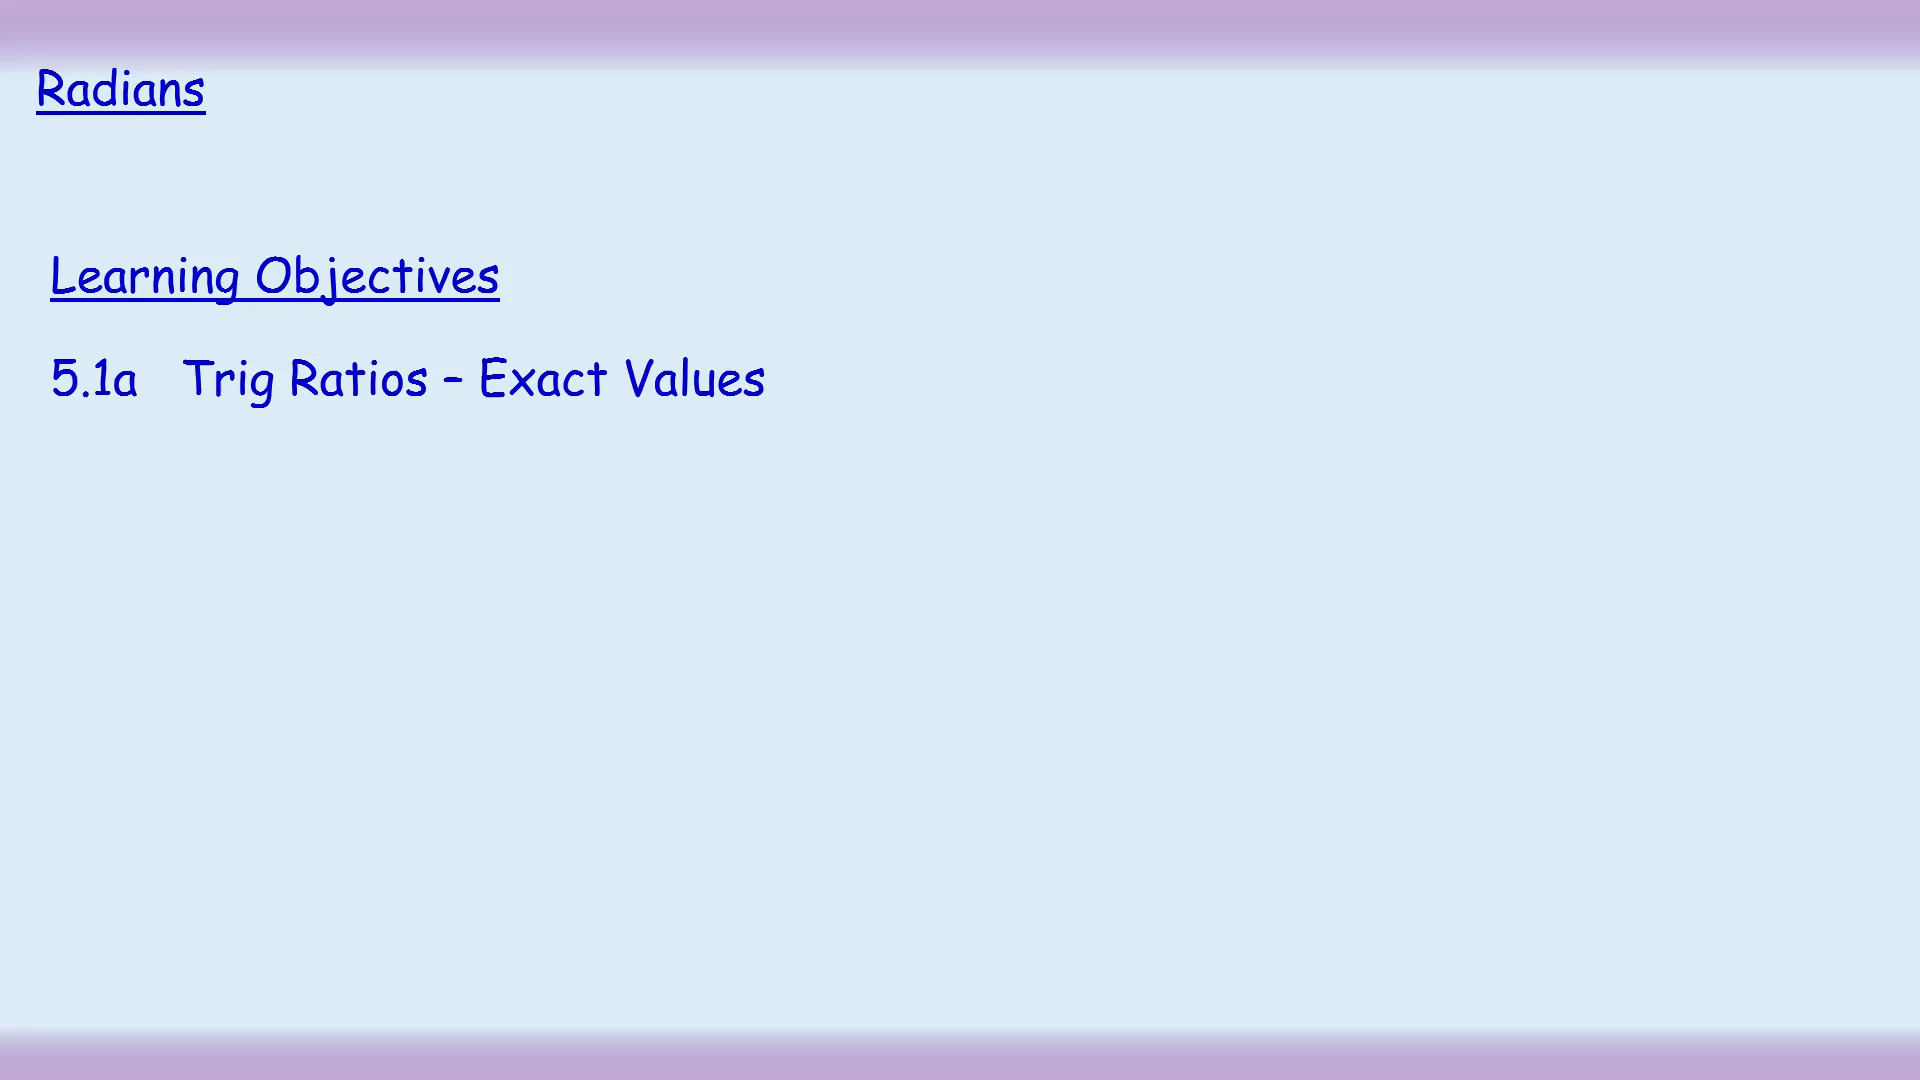 Radians
Learning Objectives
5.1a Trig Ratios – Exact Values